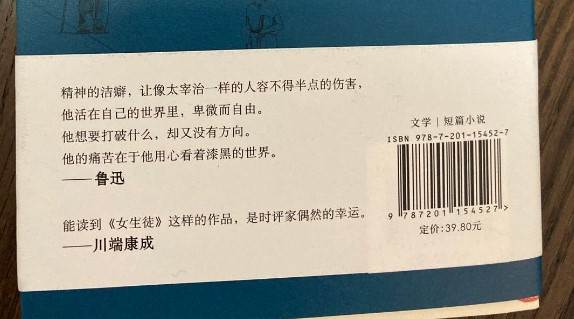 精神的洁癖，让像太宰治一样的人容不得半点的伤害，
他活在自己的世界里，卑微而自由。
他想要打破什么，却又没有方向。
他的痛苦在于他用心看着漆黑的世界。
——鲁迅
能读到《女生徒》这样的作品，是时评家偶然的幸运。
——川端康成
文学｜短篇小说
ISBN 978-7-201-15452-7
9 787201 154527 >
定价:39.80元